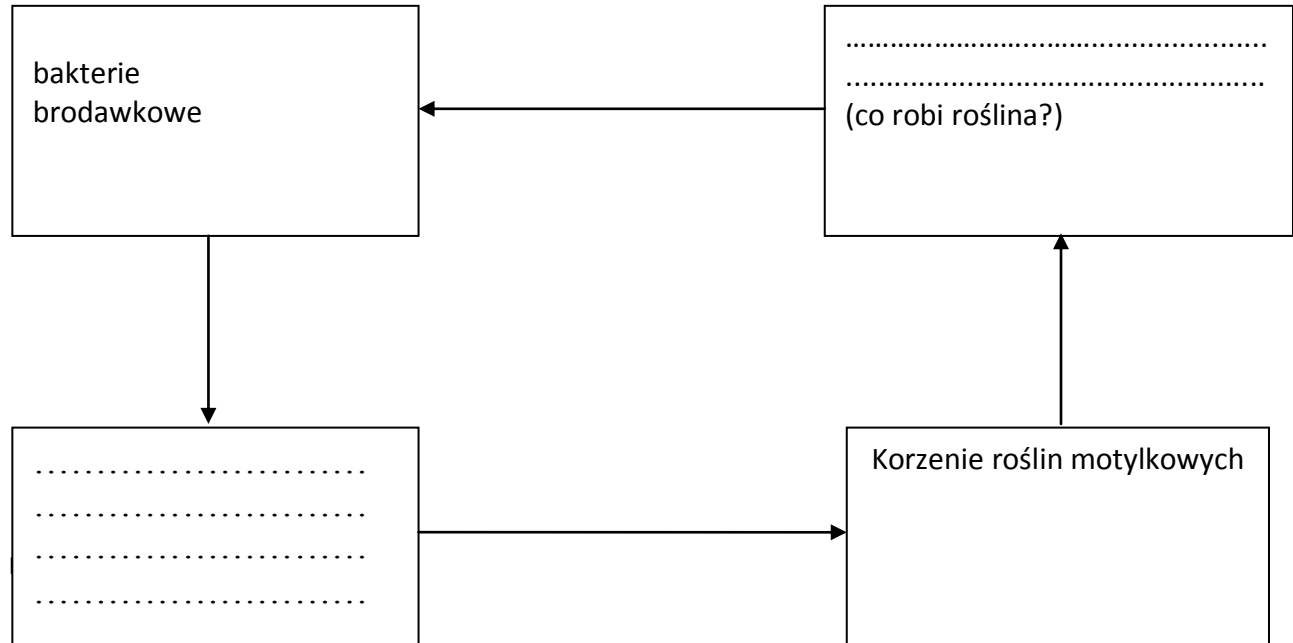 bakterie
brodawkowe
……………………………………………………
……………………………………………………
(co robi roślina?)
...........................
...........................
...........................
...........................
Korzenie roślin motylkowych